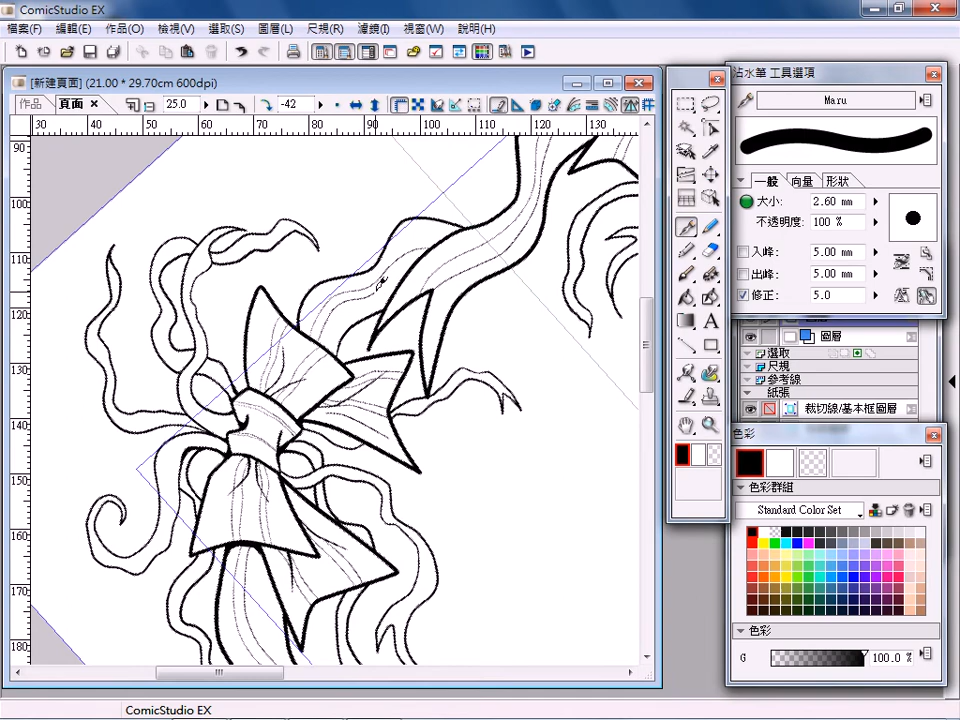 ComicStudio EX
檔案(F) 編輯(E) 作品(O) 檢視(V) 選取(S) 圖層(L) 尺規(R) 濾鏡(I) 視窗(W) 說明(H)
[新建頁面] (21.00 * 29.70cm 600dpi)
作品 頁面 25.0 -42
30 40 50 60 70 80 90 100 110 120 130
90
100
110
120
130
140
150
160
170
180
沾水筆 工具選項
Maru
一般 向量 形狀
大小: 2.60 mm
不透明度: 100 %
入峰: 5.00 mm
出峰: 5.00 mm
修正: 5.0
圖層
選取
尺規
參考線
紙張
裁切線/基本框圖層
色彩
色彩群組
Standard Color Set
色彩
G 100.0 %
ComicStudio EX